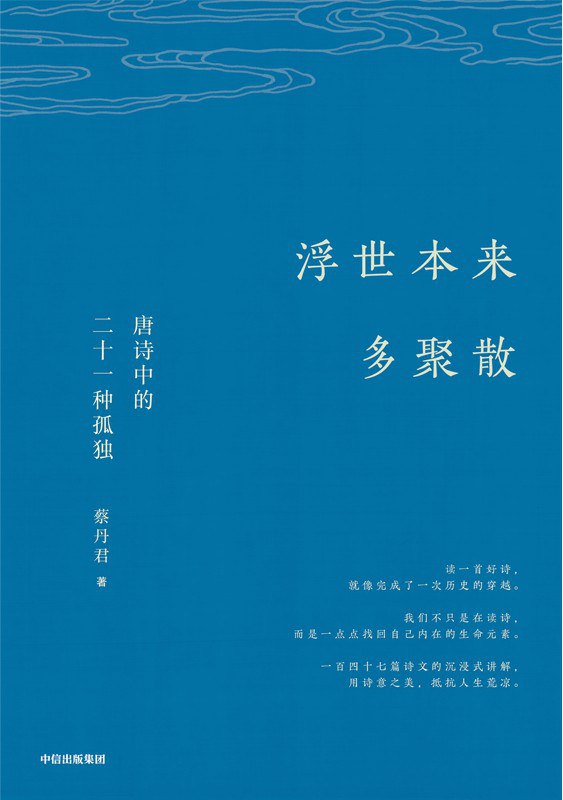 浮世本来
多聚散
唐诗中的
二十一种孤独
蔡丹君 著
读一首好诗，
就像完成了一次历史的穿越。
我们不只是在读诗，
而是一点点找回自己内在的生命元素。
一百四十七篇诗文的沉浸式讲解，
用诗意之美，抵抗人生荒凉。
中信出版集团